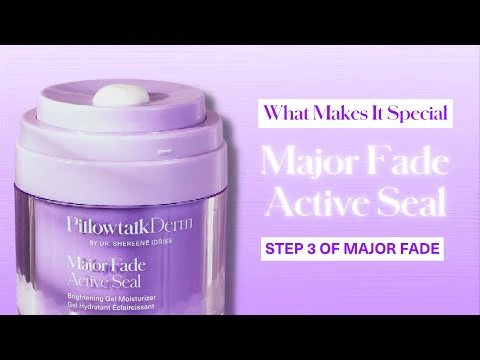 What Makes It Special
Major Fade
Active Seal
STEP 3 OF MAJOR FADE
PillowtalkDerm
BY DR. SHEREENE IDRISS
Major Fade
Active Seal
Brightening Gel Moisturizer
Gel Hydratant Éclaircissant